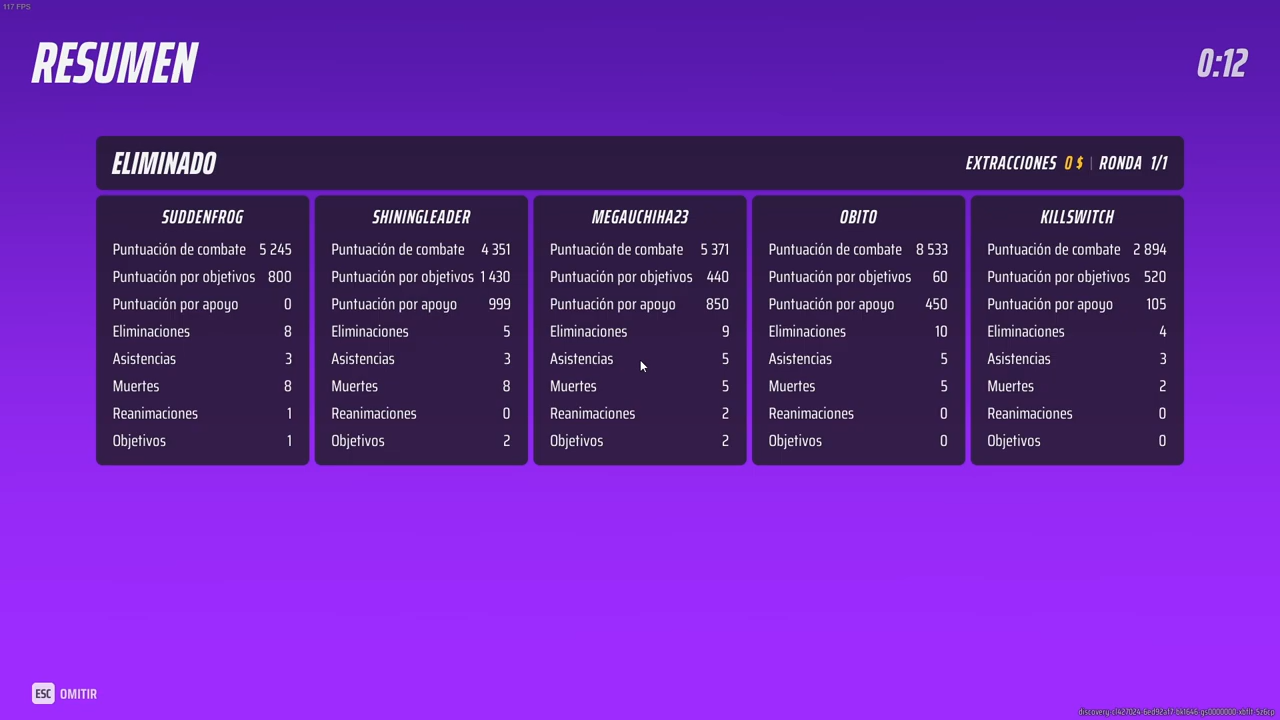 117 FPS
RESUMEN
0:12
ELIMINADO
EXTRACCIONES 0 $ | RONDA 1/1
SUDDENFROG
Puntuación de combate 5 245
Puntuación por objetivos 800
Puntuación por apoyo 0
Eliminaciones 8
Asistencias 3
Muertes 8
Reanimaciones 1
Objetivos 1
SHININGLEADER
Puntuación de combate 4 351
Puntuación por objetivos 1 430
Puntuación por apoyo 999
Eliminaciones 5
Asistencias 3
Muertes 8
Reanimaciones 0
Objetivos 2
MEGAUCHIHA23
Puntuación de combate 5 371
Puntuación por objetivos 440
Puntuación por apoyo 850
Eliminaciones 9
Asistencias 5
Muertes 5
Reanimaciones 2
Objetivos 2
OBITO
Puntuación de combate 8 533
Puntuación por objetivos 60
Puntuación por apoyo 450
Eliminaciones 10
Asistencias 5
Muertes 5
Reanimaciones 0
Objetivos 0
KILLSWITCH
Puntuación de combate 2 894
Puntuación por objetivos 520
Puntuación por apoyo 105
Eliminaciones 4
Asistencias 3
Muertes 2
Reanimaciones 0
Objetivos 0
ESC OMITIR